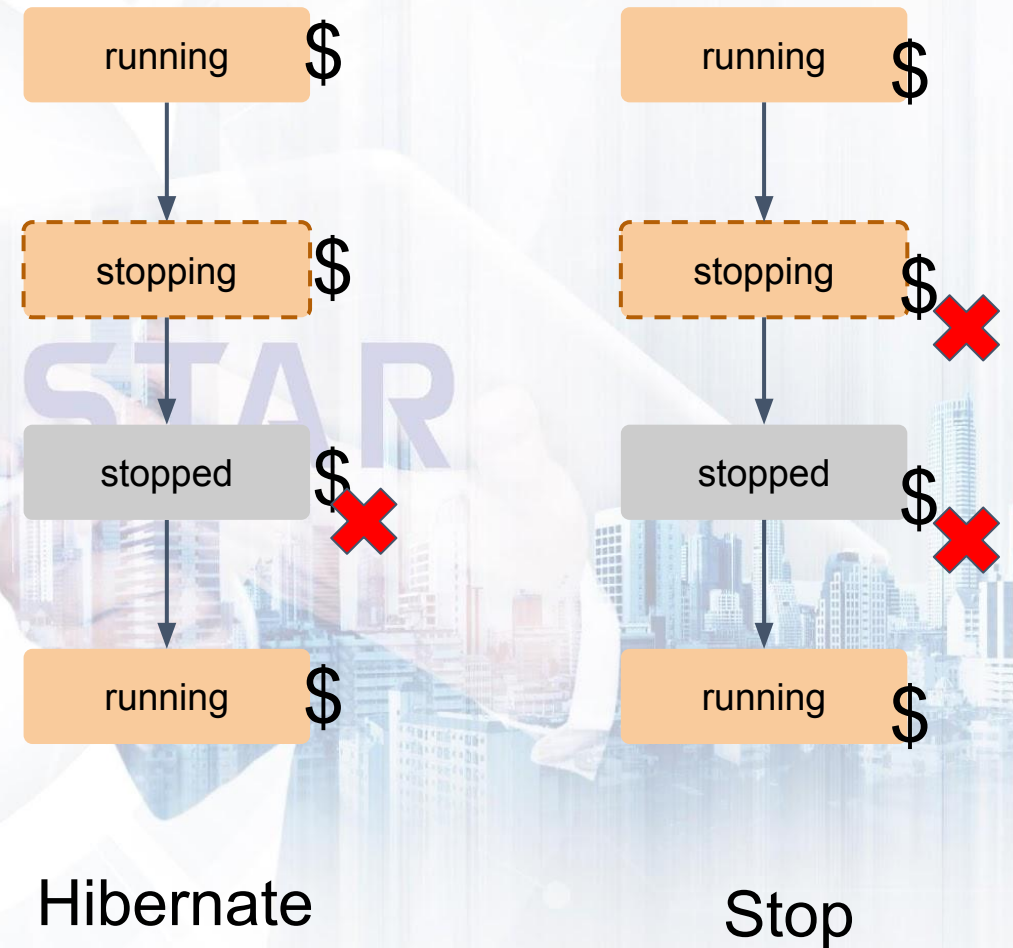 running $
running $
stopping $
stopping $
STAR
stopped $
stopped $
running $
running $
Hibernate
Stop